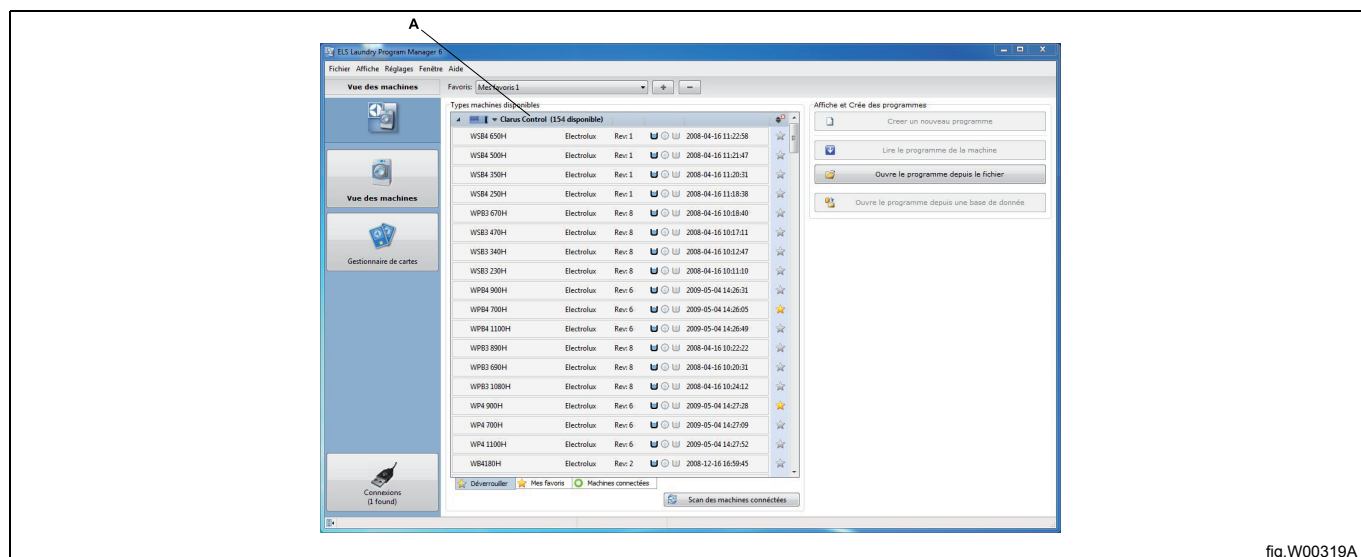 A
ELS Laundry Program Manager 6
Fichier Affiche Réglages Fenêtre Aide
Vue des machines
Favoris: Mes favoris 1
Types machines disponibles
Affiche et Crée des programmes
Clarus Control (154 disponible)
Creer un nouveau programme
WSB4 650H Electrolux Rev: 1 2008-04-16 11:22:58
WSB4 500H Electrolux Rev: 1 2008-04-16 11:21:47
Lire le programme de la machine
WSB4 350H Electrolux Rev: 1 2008-04-16 11:20:31
Ouvre le programme depuis le fichier
WSB4 250H Electrolux Rev: 1 2008-04-16 11:18:38
Vue des machines
Ouvre le programme depuis une base de donnée
WPB3 670H Electrolux Rev: 8 2008-04-16 10:18:40
WSB3 470H Electrolux Rev: 8 2008-04-16 10:17:11
WSB3 340H Electrolux Rev: 8 2008-04-16 10:12:47
Gestionnaire de cartes
WSB3 230H Electrolux Rev: 8 2008-04-16 10:11:10
WPB4 900H Electrolux Rev: 6 2009-05-04 14:26:31
WPB4 700H Electrolux Rev: 6 2009-05-04 14:26:05
WPB4 1100H Electrolux Rev: 6 2009-05-04 14:26:49
WPB3 890H Electrolux Rev: 8 2008-04-16 10:22:22
WPB3 690H Electrolux Rev: 8 2008-04-16 10:20:31
WPB3 1080H Electrolux Rev: 8 2008-04-16 10:24:12
WP4 900H Electrolux Rev: 6 2009-05-04 14:27:28
WP4 700H Electrolux Rev: 6 2009-05-04 14:27:09
WP4 1100H Electrolux Rev: 6 2009-05-04 14:27:52
WB4180H Electrolux Rev: 2 2008-12-16 16:59:45
Déverrouiller Mes favoris Machines connectées
Connexions
(1 found)
Scan des machines connéctées
fig.W00319A